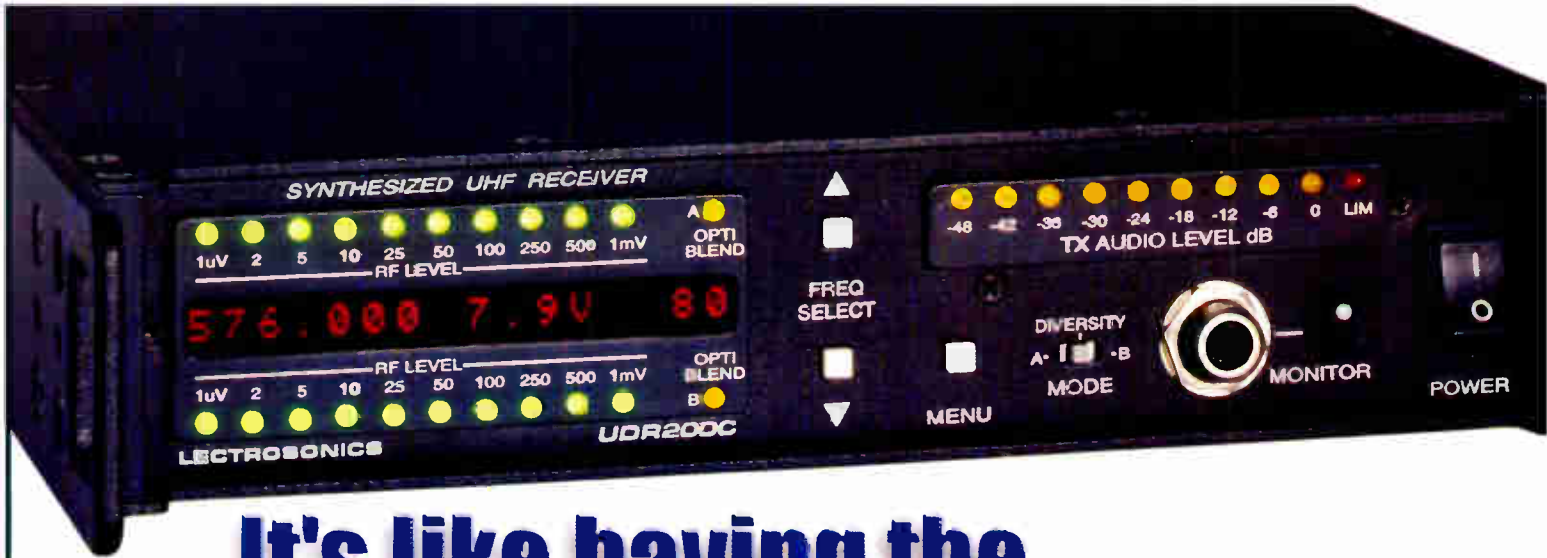 SYNTHESIZED UHF RECEIVER
A
OPTI
BLEND
1uV 2 5 10 25 50 100 250 500 1mV
RF LEVEL
576.000 7.9V 80
RF LEVEL
1uV 2 5 10 25 50 100 250 500 1mV
OPTI
BLEND
B
LECTROSONICS
UDR200C
FREQ
SELECT
MENU
-48 -42 -36 -30 -24 -18 -12 -6 0 LIM
TX AUDIO LEVEL dB
DIVERSITY
A B
MODE
MONITOR
POWER
It's like having the